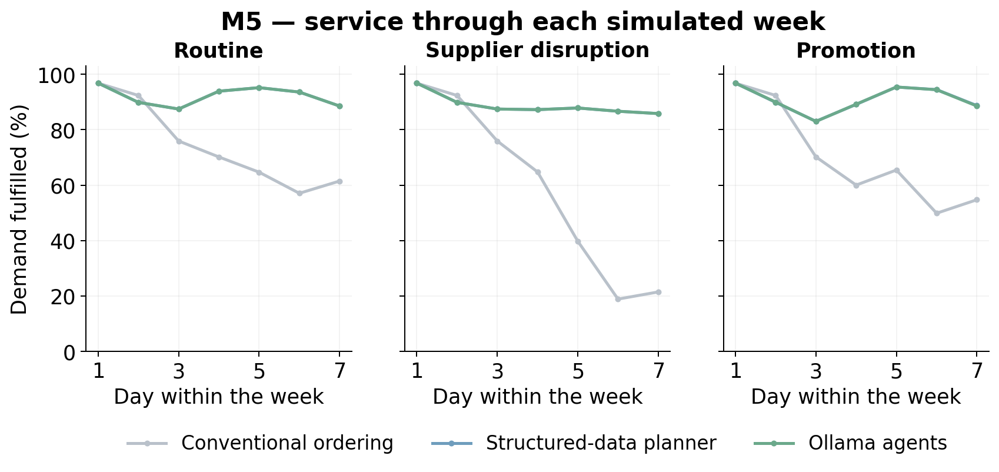 M5 — service through each simulated week
Routine
Supplier disruption
Promotion
Demand fulfilled (%)
100
80
60
40
20
0
1 3 5 7
1 3 5 7
1 3 5 7
Day within the week
Day within the week
Day within the week
Conventional ordering
Structured-data planner
Ollama agents